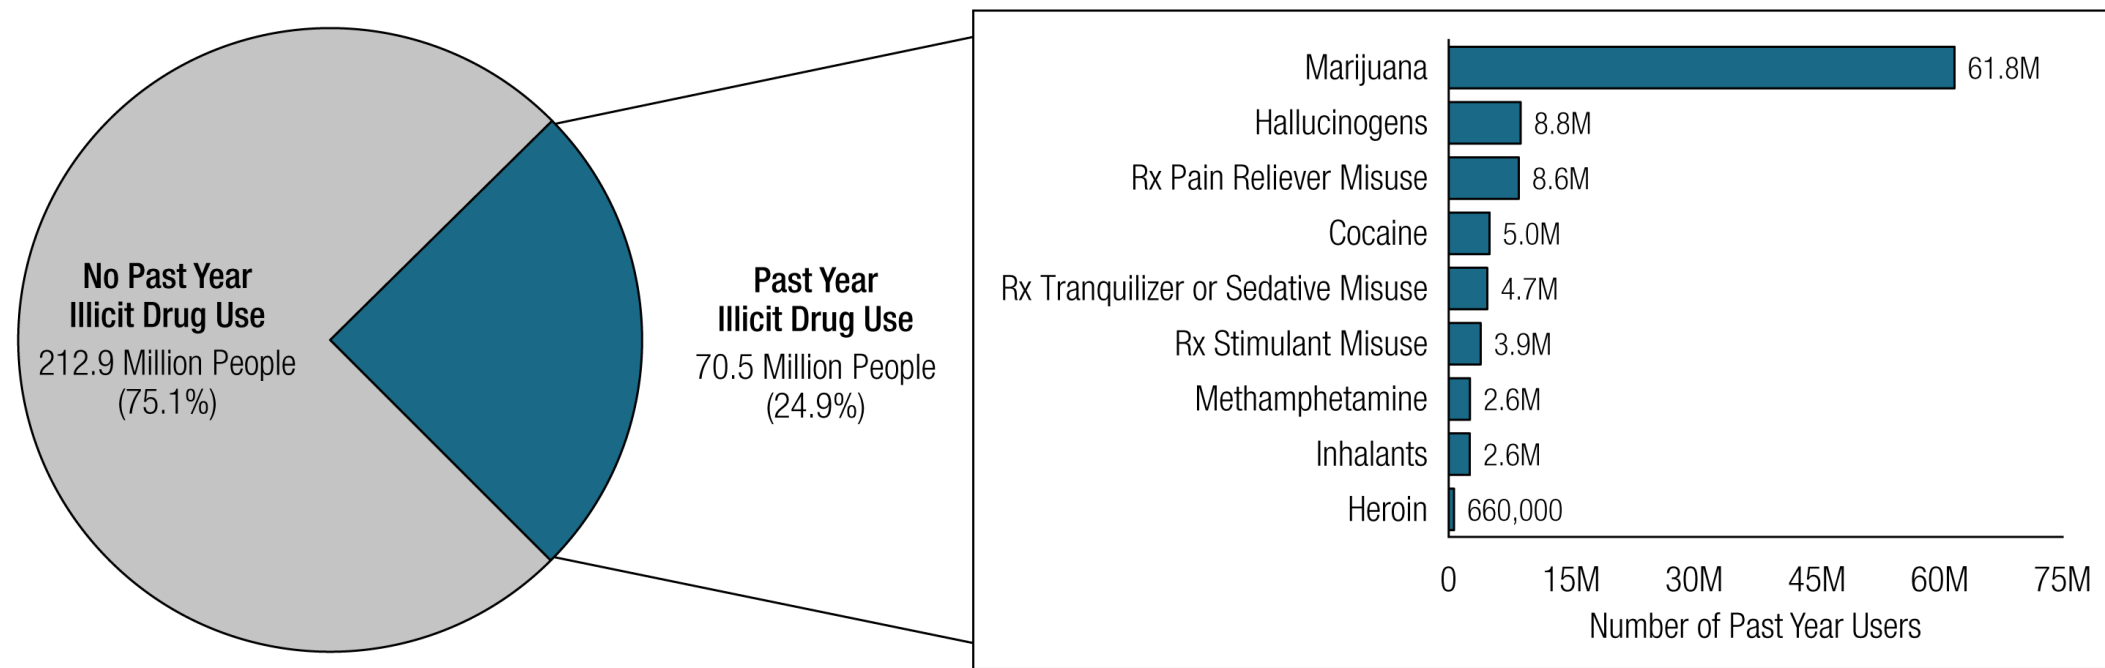 No Past Year
Illicit Drug Use
212.9 Million People
(75.1%)
Past Year
Illicit Drug Use
70.5 Million People
(24.9%)
Marijuana 61.8M
Hallucinogens 8.8M
Rx Pain Reliever Misuse 8.6M
Cocaine 5.0M
Rx Tranquilizer or Sedative Misuse 4.7M
Rx Stimulant Misuse 3.9M
Methamphetamine 2.6M
Inhalants 2.6M
Heroin 660,000
0 15M 30M 45M 60M 75M
Number of Past Year Users